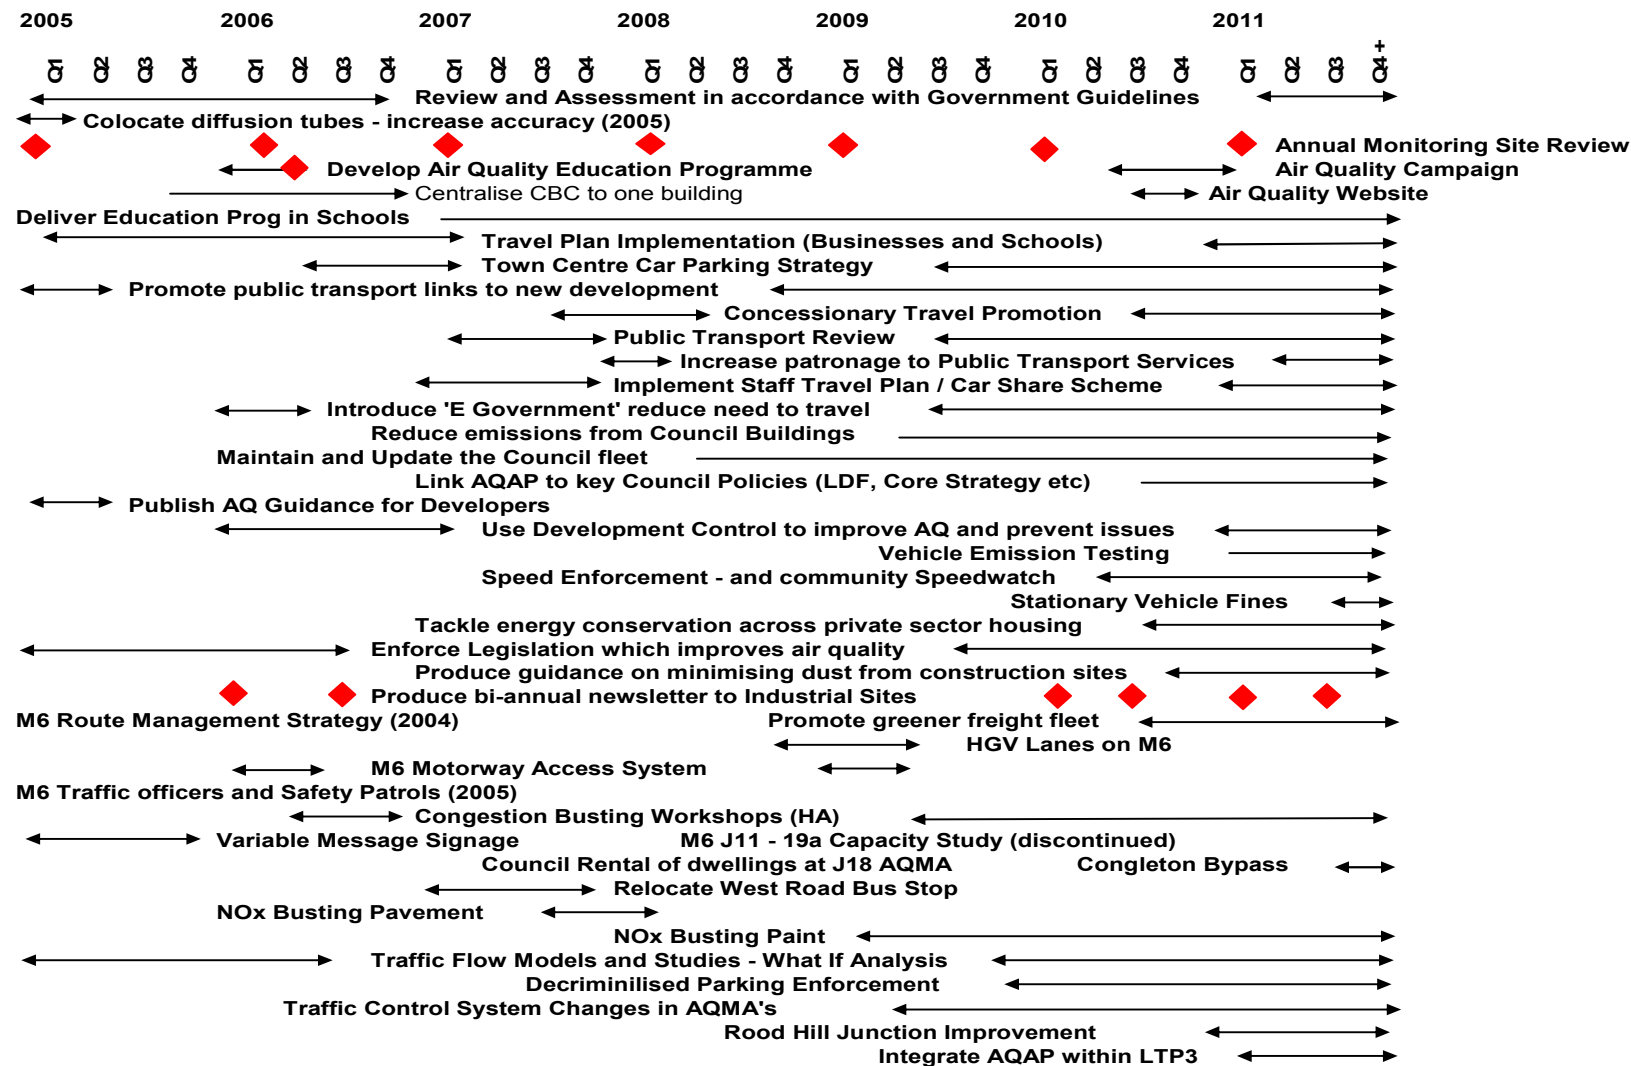 2005 2006 2007 2008 2009 2010 2011
Q1 Q2 Q3 Q4 Q1 Q2 Q3 Q4 Q1 Q2 Q3 Q4 Q1 Q2 Q3 Q4 Q1 Q2 Q3 Q4 Q1 Q2 Q3 Q4 Q1 Q2 Q3 Q4 +
Review and Assessment in accordance with Government Guidelines
Colocate diffusion tubes - increase accuracy (2005)
Annual Monitoring Site Review
Develop Air Quality Education Programme Air Quality Campaign
Centralise CBC to one building Air Quality Website
Deliver Education Prog in Schools
Travel Plan Implementation (Businesses and Schools)
Town Centre Car Parking Strategy
Promote public transport links to new development
Concessionary Travel Promotion
Public Transport Review
Increase patronage to Public Transport Services
Implement Staff Travel Plan / Car Share Scheme
Introduce 'E Government' reduce need to travel
Reduce emissions from Council Buildings
Maintain and Update the Council fleet
Link AQAP to key Council Policies (LDF, Core Strategy etc)
Publish AQ Guidance for Developers
Use Development Control to improve AQ and prevent issues
Vehicle Emission Testing
Speed Enforcement - and community Speedwatch
Stationary Vehicle Fines
Tackle energy conservation across private sector housing
Enforce Legislation which improves air quality
Produce guidance on minimising dust from construction sites
Produce bi-annual newsletter to Industrial Sites
M6 Route Management Strategy (2004) Promote greener freight fleet
HGV Lanes on M6
M6 Motorway Access System
M6 Traffic officers and Safety Patrols (2005)
Congestion Busting Workshops (HA)
Variable Message Signage M6 J11 - 19a Capacity Study (discontinued)
Council Rental of dwellings at J18 AQMA Congleton Bypass
Relocate West Road Bus Stop
NOx Busting Pavement
NOx Busting Paint
Traffic Flow Models and Studies - What If Analysis
Decriminilised Parking Enforcement
Traffic Control System Changes in AQMA's
Rood Hill Junction Improvement
Integrate AQAP within LTP3